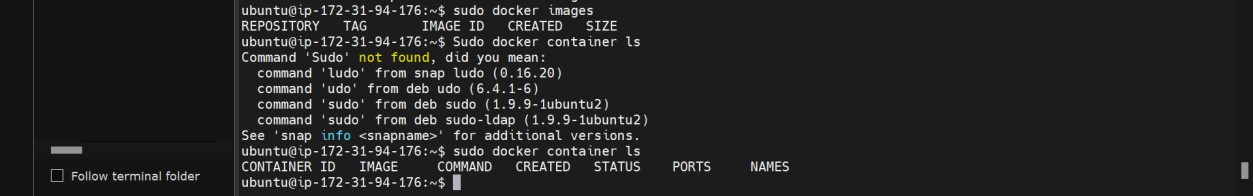 ubuntu@ip-172-31-94-176:~$ sudo docker images
REPOSITORY   TAG       IMAGE ID   CREATED   SIZE
ubuntu@ip-172-31-94-176:~$ Sudo docker container ls
Command 'Sudo' not found, did you mean:
  command 'ludo' from snap ludo (0.16.20)
  command 'udo' from deb udo (6.4.1-6)
  command 'sudo' from deb sudo (1.9.9-1ubuntu2)
  command 'sudo' from deb sudo-ldap (1.9.9-1ubuntu2)
See 'snap info <snapname>' for additional versions.
ubuntu@ip-172-31-94-176:~$ sudo docker container ls
CONTAINER ID   IMAGE     COMMAND   CREATED   STATUS    PORTS     NAMES
ubuntu@ip-172-31-94-176:~$
Follow terminal folder